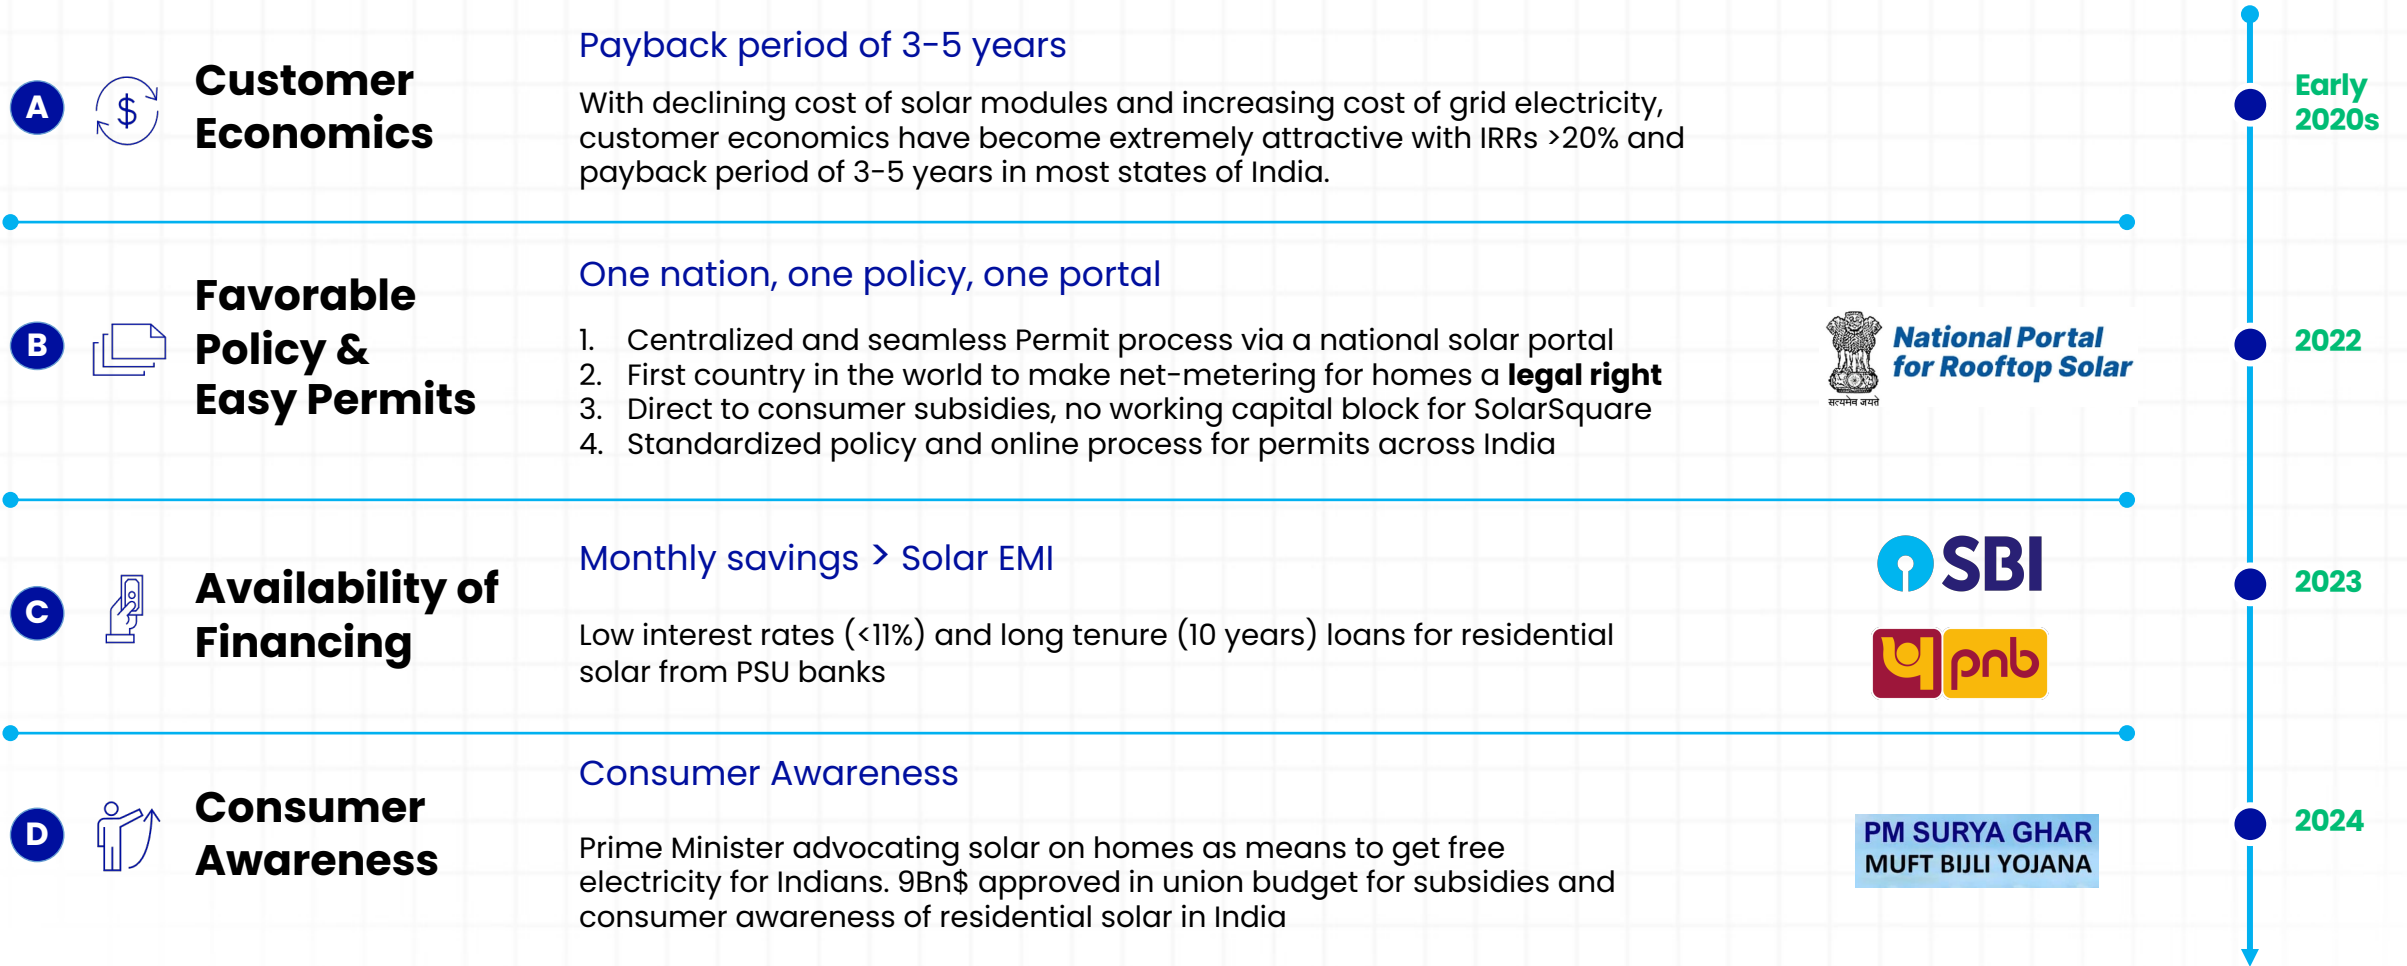 A
Customer
Economics
Payback period of 3-5 years
With declining cost of solar modules and increasing cost of grid electricity,
customer economics have become extremely attractive with IRRs >20% and
payback period of 3-5 years in most states of India.
Early
2020s
B
Favorable
Policy &
Easy Permits
One nation, one policy, one portal
1. Centralized and seamless Permit process via a national solar portal
2. First country in the world to make net-metering for homes a legal right
3. Direct to consumer subsidies, no working capital block for SolarSquare
4. Standardized policy and online process for permits across India
सत्यमेव जयते
National Portal
for Rooftop Solar
2022
C
Availability of
Financing
Monthly savings > Solar EMI
Low interest rates (<11%) and long tenure (10 years) loans for residential
solar from PSU banks
SBI
pnb
2023
D
Consumer
Awareness
Consumer Awareness
Prime Minister advocating solar on homes as means to get free
electricity for Indians. 9Bn$ approved in union budget for subsidies and
consumer awareness of residential solar in India
PM SURYA GHAR
MUFT BIJLI YOJANA
2024